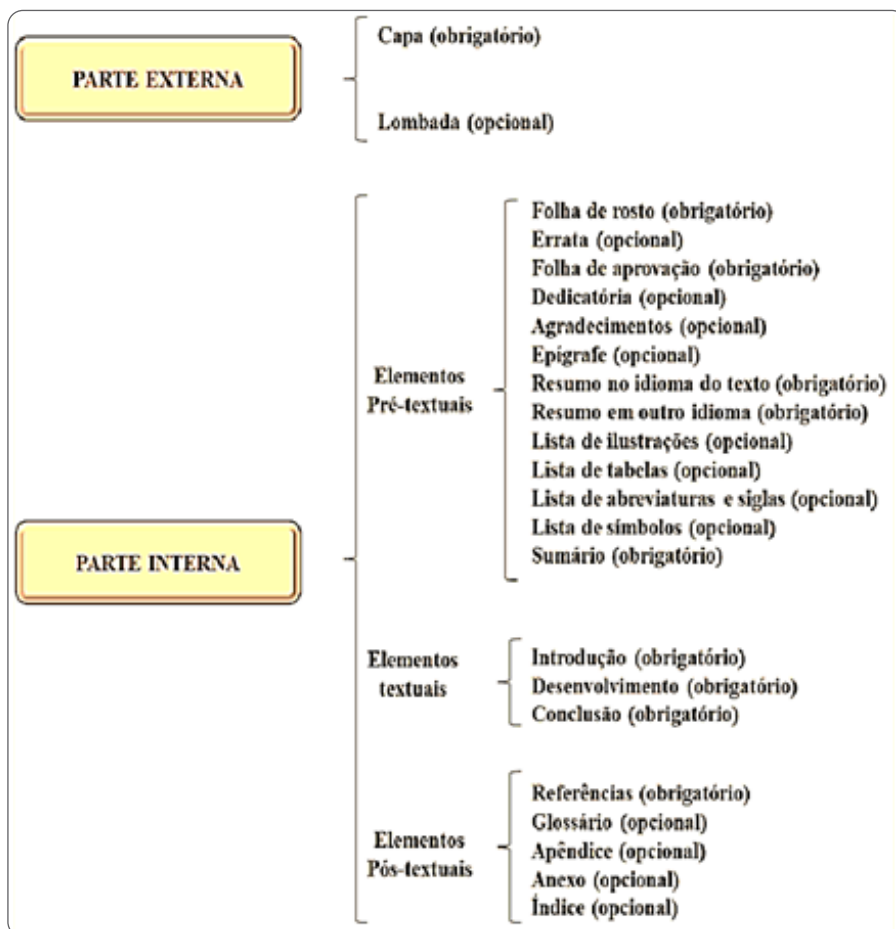 PARTE EXTERNA
Capa (obrigatório)
Lombada (opcional)
PARTE INTERNA
Elementos
Pré-textuais
Folha de rosto (obrigatório)
Errata (opcional)
Folha de aprovação (obrigatório)
Dedicatória (opcional)
Agradecimentos (opcional)
Epígrafe (opcional)
Resumo no idioma do texto (obrigatório)
Resumo em outro idioma (obrigatório)
Lista de ilustrações (opcional)
Lista de tabelas (opcional)
Lista de abreviaturas e siglas (opcional)
Lista de símbolos (opcional)
Sumário (obrigatório)
Elementos
textuais
Introdução (obrigatório)
Desenvolvimento (obrigatório)
Conclusão (obrigatório)
Elementos
Pós-textuais
Referências (obrigatório)
Glossário (opcional)
Apêndice (opcional)
Anexo (opcional)
Índice (opcional)